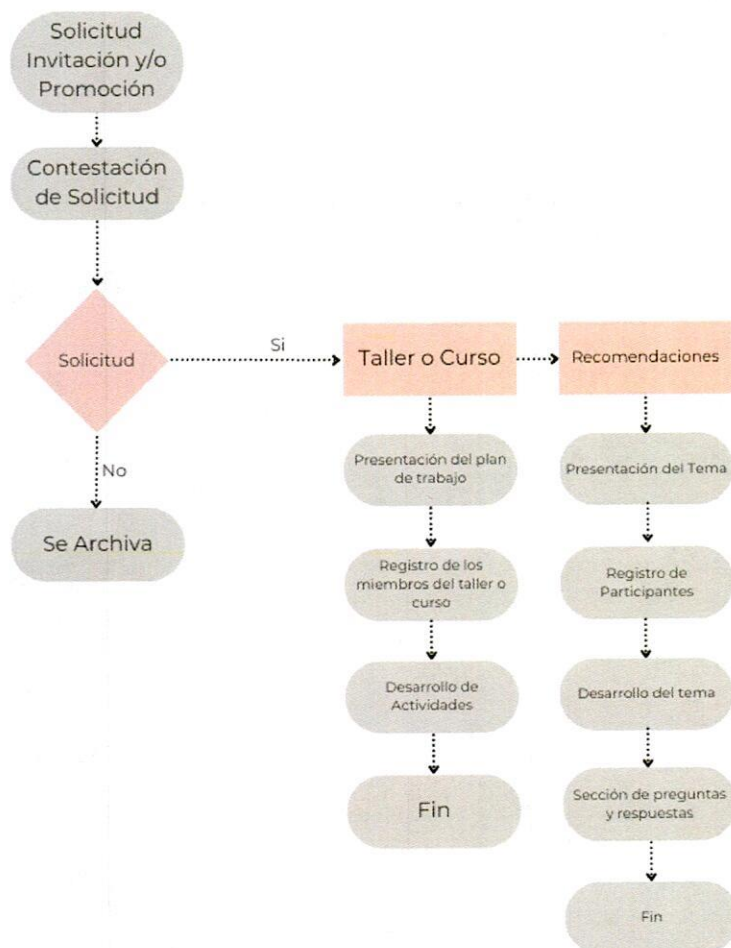 Solicitud
Invitación y/o
Promoción
Contestación
de Solicitud
Solicitud
Si
No
Se Archiva
Taller o Curso
Presentación del plan
de trabajo
Registro de los
miembros del taller o
curso
Desarrollo de
Actividades
Fin
Recomendaciones
Presentación del Tema
Registro de
Participantes
Desarrollo del tema
Sección de preguntas
y respuestas
Fin